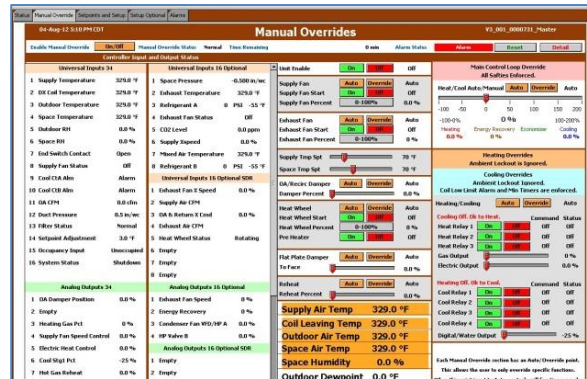 Status Manual Override Setpoints and Setup Setup Optional Alarms
04-Aug-12 5:10 PM CDT
Manual Overrides
V3_001_0000731_Master
Enable Manual Override On/Off Manual Override Status: Normal Time Remaining 0 min Alarm Status Alarm Reset Detail
Controller Input and Output Status
Universal Inputs 34
1 Supply Temperature 329.0 °F
2 DX Coil Temperature 329.0 °F
3 Outdoor Temperature 329.0 °F
4 Space Temperature 329.0 °F
5 Outdoor RH 0.0 %
6 Space RH 0.0 %
7 End Switch Contact Open
8 Supply Fan Status Off
9 Cool CtA Alm Alarm
10 Cool CtB Alm Alarm
11 OA CFM 0.0 cfm
12 Duct Pressure 0.5 in/wc
13 Filter Status Normal
14 Setpoint Adjustment 3.0 °F
15 Occupancy Input Unoccupied
16 System Status Shutdown
Analog Outputs 34
1 OA Damper Position 0.0 %
2 Empty
3 Heating Gas Pct 0 %
4 Supply Fan Speed Control 0.0 %
5 Electric Heat Control 0.0 %
6 Cool Stg1 Pct -25 %
7 Hot Gas Reheat 0.0 %
Universal Inputs 16 Optional
1 Space Pressure -0.500 in/wc
2 Exhaust Temperature 329.0 °F
3 Refrigerant A 0 PSI -55 °F
4 Exhaust Fan Status Off
5 CO2 Level 0.0 ppm
6 Supply Xspeed 0.0 %
7 Mixed Air Temperature 329.0 °F
8 Refrigerant B 0 PSI -55 °F
Universal Inputs 16 Optional SDR
1 Exhaust Fan X Speed 0.0 %
2 Supply Air CFM
3 OA & Return X Cmd 0.0 %
4 Exhaust Air CFM
5 Heat Wheel Status Rotating
6 Empty
7 Empty
8 Empty
Analog Outputs 16 Optional
1 Exhaust Fan Speed 0 %
2 Energy Recovery 0 %
3 Condenser Fan VFD/HP A 0.0 %
4 HP Valve B 0.0 %
Analog Outputs 16 Optional SDR
1 Empty
2 Empty
Unit Enable On Off Off
Supply Fan Auto Override Auto
Supply Fan Start On Off Off
Supply Fan Percent 0-100% 0.0 %
Exhaust Fan Auto Override Auto
Exhaust Fan Start On Off Off
Exhaust Fan Percent 0-100% 0.0 %
Supply Tmp Spt 70 °F
Space Tmp Spt 70 °F
OA/Recirc Damper Auto Override Auto
Damper Percent 0.0 %
Heat Wheel Auto Override Auto
Heat Wheel Start On Off Off
Heat Wheel Percent 0-100% 0 %
Pre Heater On Off Off
Flat Plate Damper Auto Override Auto
To Face 0.0 %
Reheat Auto Override Auto
Reheat Percent 0.0 %
Supply Air Temp 329.0 °F
Coil Leaving Temp 329.0 °F
Outdoor Air Temp 329.0 °F
Space Air Temp 329.0 °F
Space Humidity 0.0 %
Outdoor Dewpoint 0.0 °F
Main Control Loop Override
All Safties Enforced.
Heat/Cool Auto/Manual Auto Override Auto
-100 -50 0 50 100
-100-0% 0 % 100-200%
Heating Energy Recovery Economizer Cooling
0.0 % 0 % 0.0 %
Heating Overrides
Ambient Lockout is Ignored.
Cooling Overrides
Ambient Lockout Ignored.
Coil Low Limit Alarm and Min Timers are enforced.
Heating/Cooling Auto Override Auto
Cooling Off. Ok to Heat. Command Status
Heat Relay 1 On Off Off Off
Heat Relay 2 On Off Off Off
Heat Relay 3 On Off Off Off
Gas Output 0 %
Electric Output 0.0 %
Heating Off. Ok to Cool. Command Status
Cool Relay 1 On Off Off Off
Cool Relay 2 On Off Off Off
Cool Relay 3 On Off Off Off
Cool Relay 4 On Off Off Off
Digital/Water Output -25 %
Each Manual Override section has an Auto/Override point.
This allows the user to only override specific functions.